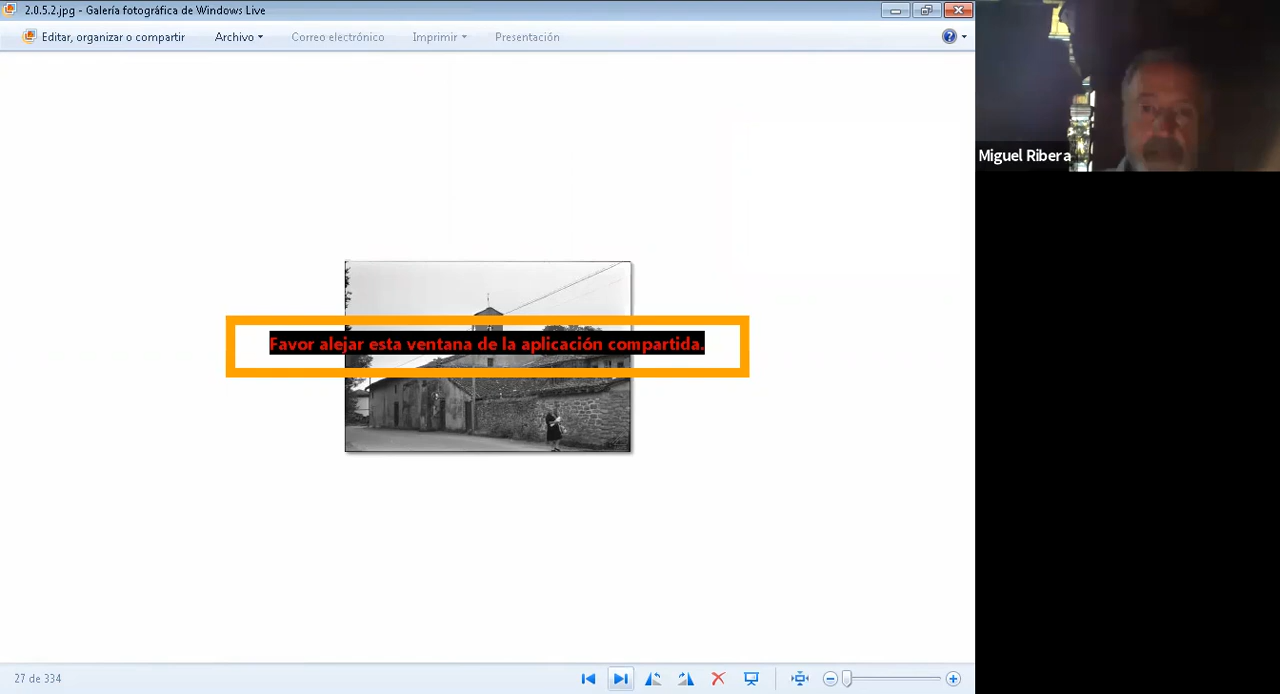 2.0.5.2.jpg - Galería fotográfica de Windows Live
Editar, organizar o compartir Archivo Correo electrónico Imprimir Presentación
Miguel Ribera
Favor alejar esta ventana de la aplicación compartida.
27 de 334